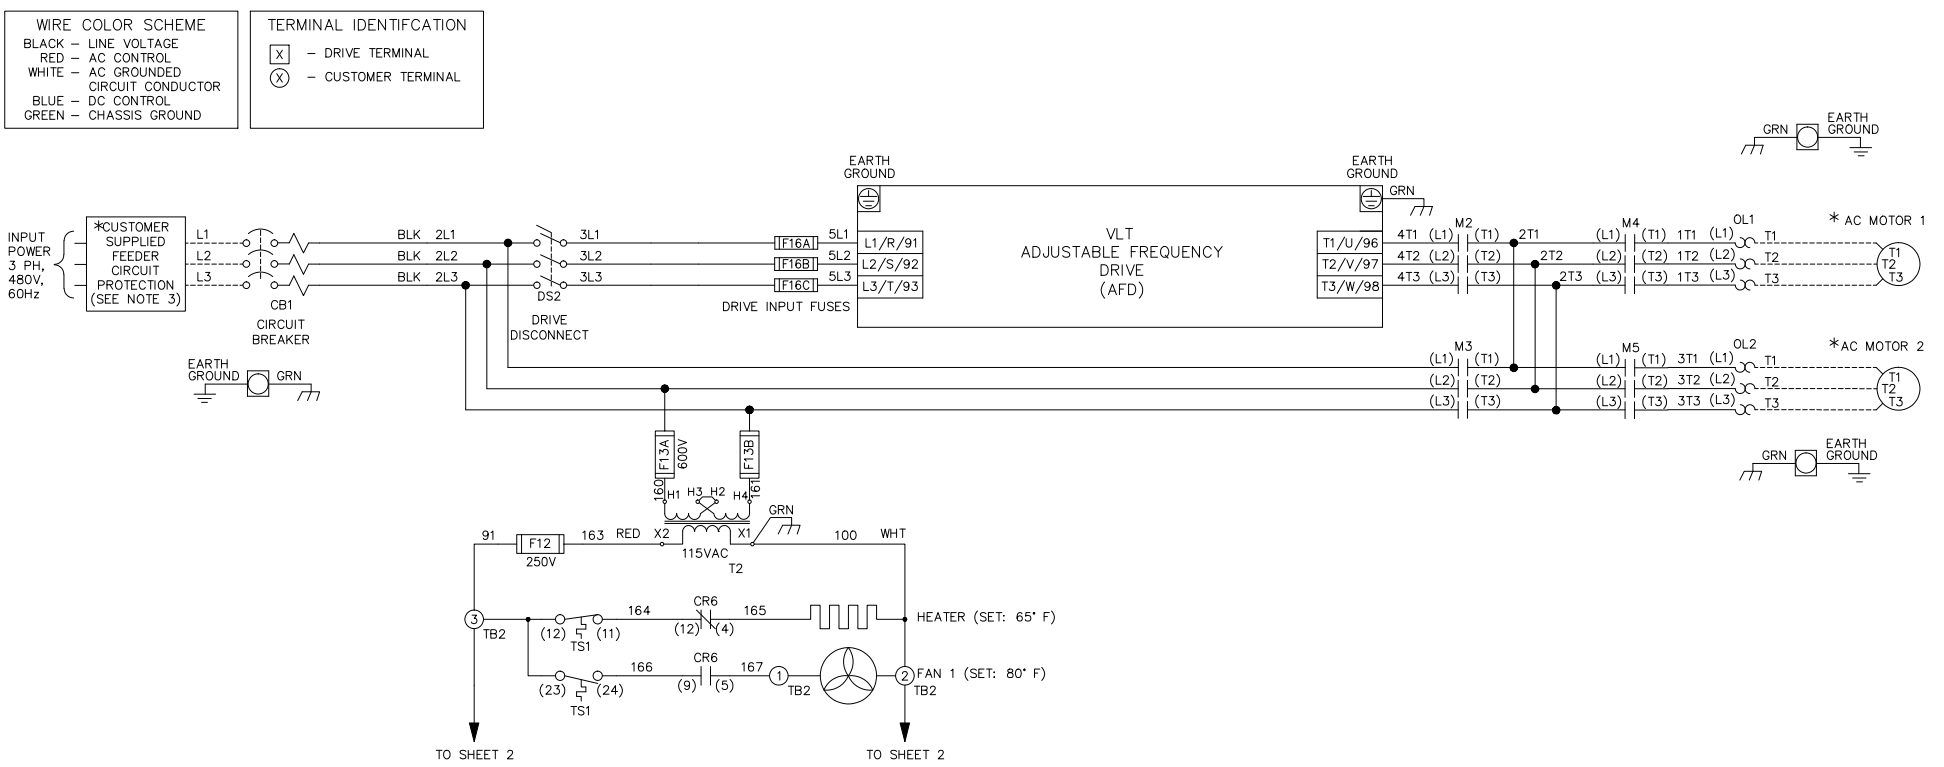 WIRE COLOR SCHEME
BLACK – LINE VOLTAGE
RED – AC CONTROL
WHITE – AC GROUNDED
CIRCUIT CONDUCTOR
BLUE – DC CONTROL
GREEN – CHASSIS GROUND
TERMINAL IDENTIFCATION
X – DRIVE TERMINAL
X – CUSTOMER TERMINAL
GRN
EARTH
GROUND
INPUT
POWER
3 PH,
480V,
60Hz
*CUSTOMER
SUPPLIED
FEEDER
CIRCUIT
PROTECTION
(SEE NOTE 3)
L1
L2
L3
CB1
CIRCUIT
BREAKER
EARTH
GROUND
GRN
BLK 2L1
BLK 2L2
BLK 2L3
DS2
DRIVE
DISCONNECT
3L1
3L2
3L3
F16A
F16B
F16C
DRIVE INPUT FUSES
5L1
5L2
5L3
EARTH
GROUND
L1/R/91
L2/S/92
L3/T/93
VLT
ADJUSTABLE FREQUENCY
DRIVE
(AFD)
EARTH
GROUND
GRN
T1/U/96
T2/V/97
T3/W/98
M2
4T1 (L1) (T1) 2T1
4T2 (L2) (T2) 2T2
4T3 (L3) (T3) 2T3
M4
(L1) (T1) 1T1 (L1) T1
(L2) (T2) 1T2 (L2) T2
(L3) (T3) 1T3 (L3) T3
OL1
* AC MOTOR 1
T1
T2
T3
M3
(L1) (T1)
(L2) (T2)
(L3) (T3)
M5
(L1) (T1) 3T1 (L1) T1
(L2) (T2) 3T2 (L2) T2
(L3) (T3) 3T3 (L3) T3
OL2
*AC MOTOR 2
T1
T2
T3
GRN
EARTH
GROUND
F13A
600V
F13B
160
161
H1 H3 H2 H4
GRN
91
F12
250V
163 RED X2
X1
115VAC
T2
100 WHT
3
TB2
(12) (11)
TS1
164
CR6
(12) (4)
165
HEATER (SET: 65° F)
(23) (24)
TS1
166
CR6
(9) (5)
167
1
TB2
2
TB2
FAN 1 (SET: 80° F)
TO SHEET 2
TO SHEET 2